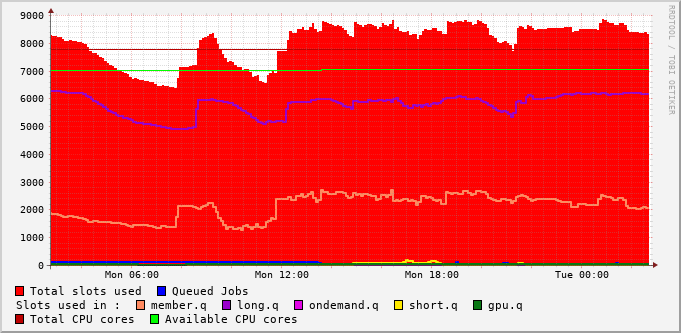 9000
8000
7000
6000
5000
4000
3000
2000
1000
0
Mon 06:00 Mon 12:00 Mon 18:00 Tue 00:00
RRDTOOL / TOBI OETIKER
Total slots used Queued Jobs
Slots used in : member.q long.q ondemand.q short.q gpu.q
Total CPU cores Available CPU cores